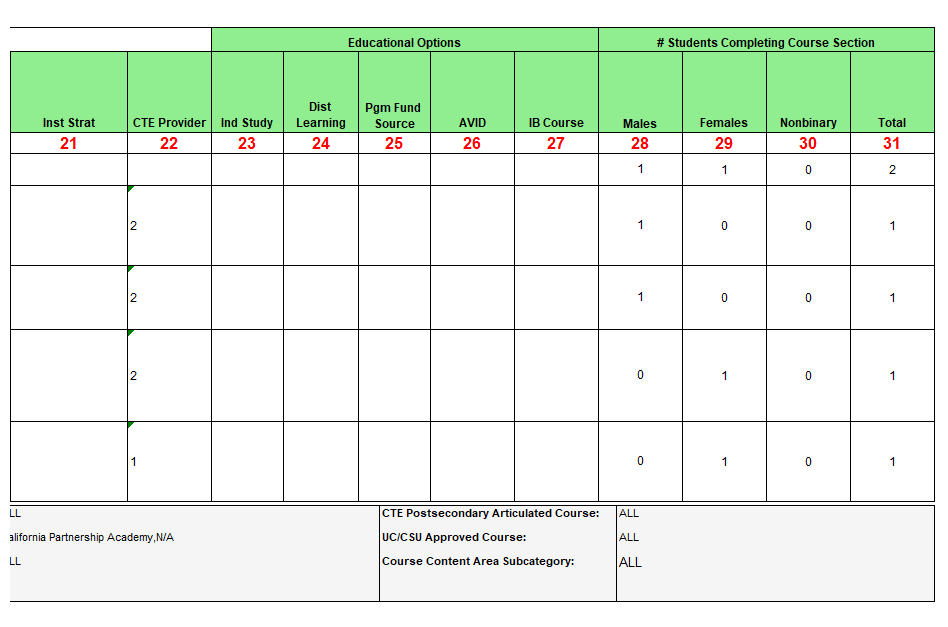 Educational Options # Students Completing Course Section
Inst Strat CTE Provider Ind Study Dist Learning Pgm Fund Source AVID IB Course Males Females Nonbinary Total
21 22 23 24 25 26 27 28 29 30 31
1 1 0 2
2 1 0 0 1
2 1 0 0 1
2 0 1 0 1
1 0 1 0 1
LL CTE Postsecondary Articulated Course: ALL
alifornia Partnership Academy,N/A UC/CSU Approved Course: ALL
LL Course Content Area Subcategory: ALL